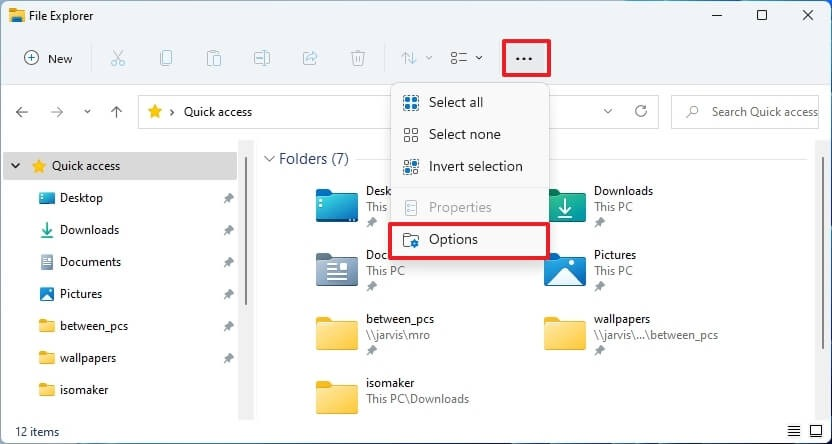 File Explorer
New
Quick access
Search Quick access
Select all
Select none
Invert selection
Properties
Options
Quick access
Desktop
Downloads
Documents
Pictures
between_pcs
wallpapers
isomaker
Folders (7)
Desk
This P
Downloads
This PC
Docu
This PC
Pictures
This PC
between_pcs
\\jarvis\mro
wallpapers
\\jarvis\...\between_pcs
isomaker
This PC\Downloads
12 items